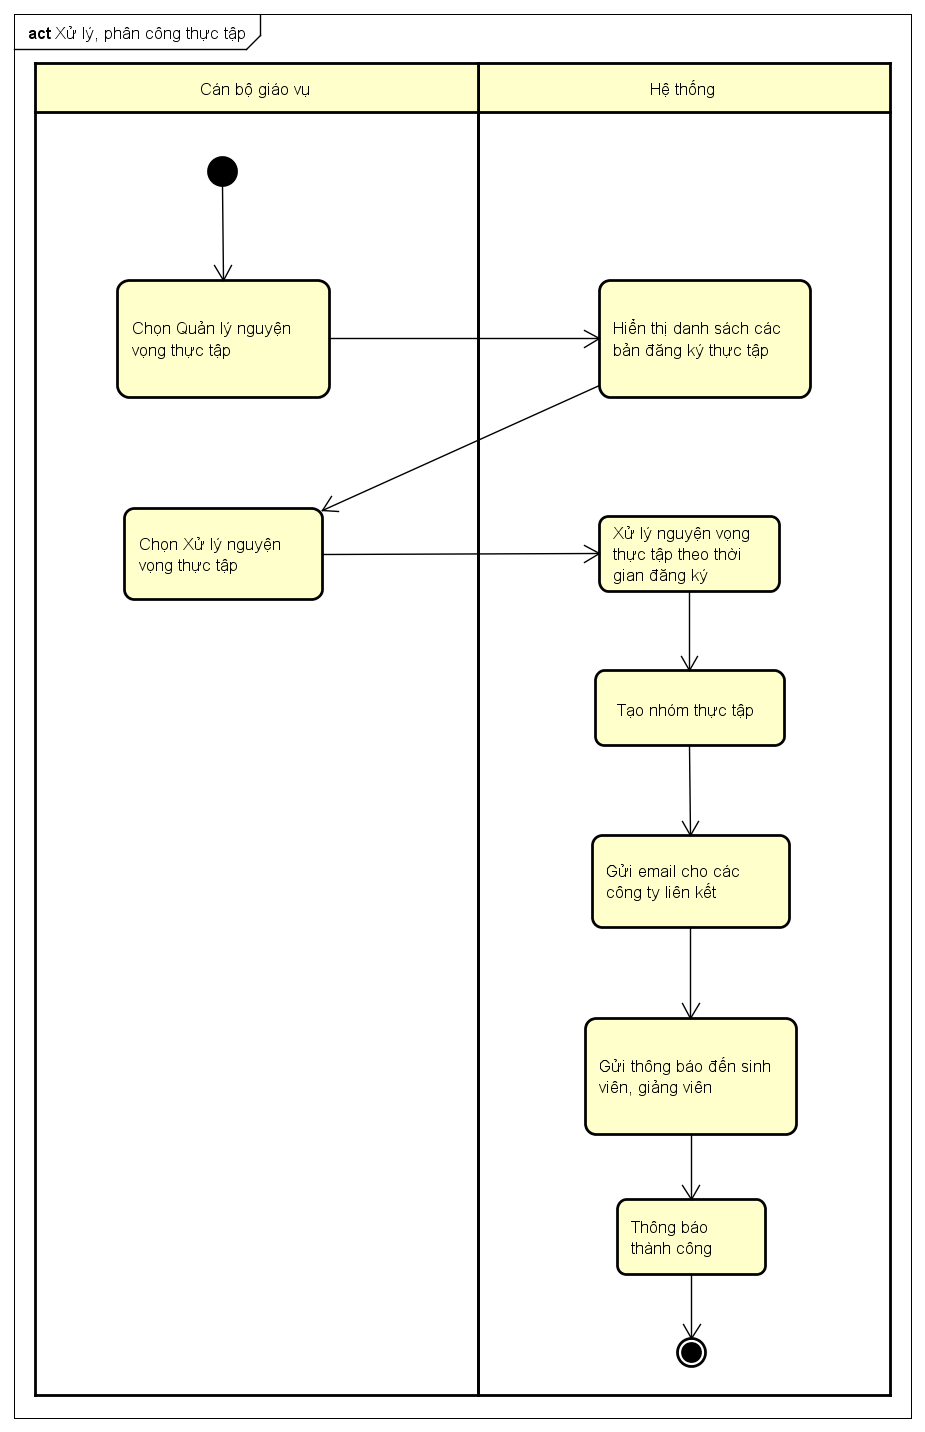 act Xử lý, phân công thực tập
Cán bộ giáo vụ
Hệ thống
Chọn Quản lý nguyện
vọng thực tập
Hiển thị danh sách các
bản đăng ký thực tập
Chọn Xử lý nguyện
vọng thực tập
Xử lý nguyện vọng
thực tập theo thời
gian đăng ký
Tạo nhóm thực tập
Gửi email cho các
công ty liên kết
Gửi thông báo đến sinh
viên, giảng viên
Thông báo
thành công